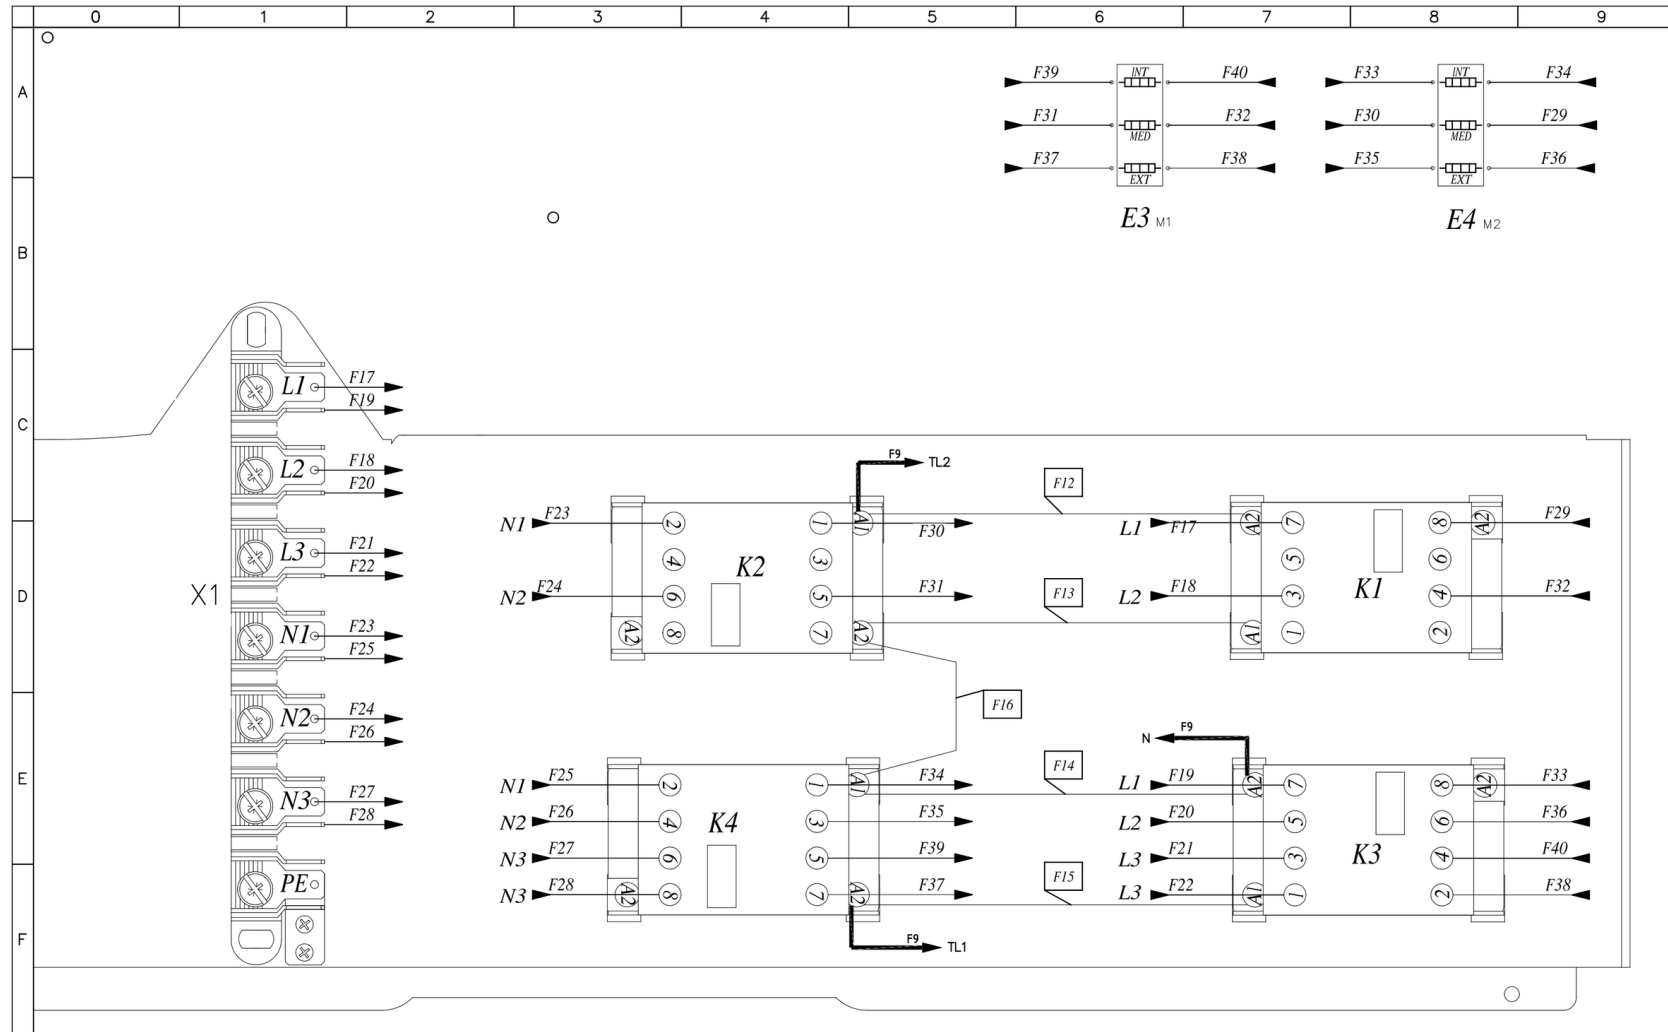 0 1 2 3 4 5 6 7 8 9
A
B
C
D
E
F
F39 INT F40
F31 MED F32
F37 EXT F38
E3 M1
F33 INT F34
F30 MED F29
F35 EXT F36
E4 M2
X1
L1 F17
F19
L2 F18
F20
L3 F21
F22
N1 F23
F25
N2 F24
F26
N3 F27
F28
PE
F9 TL2
N1 F23 2 1 A1 F30
4 3
K2
N2 F24 6 5 F31
A2 8 7 A2
F12
F13
L1 F17 A2 7 8 A2 F29
5 6
K1
L2 F18 3 4 F32
A1 1 2
F16
N F9
N1 F25 2 1 A1 F34
N2 F26 4 3 F35
K4
N3 F27 6 5 F39
N3 F28 A2 8 7 A2 F37
F9 TL1
F14
F15
L1 F19 A2 7 8 A2 F33
L2 F20 5 6 F36
K3
L3 F21 3 4 F40
L3 F22 A1 1 2 F38